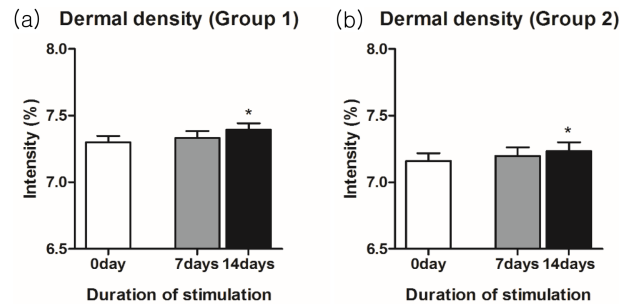 (a) Dermal density (Group 1)
8.0
7.5
7.0
6.5
Intensity (%)
*
0day 7days 14days
Duration of stimulation
(b) Dermal density (Group 2)
8.0
7.5
7.0
6.5
Intensity (%)
*
0day 7days 14days
Duration of stimulation